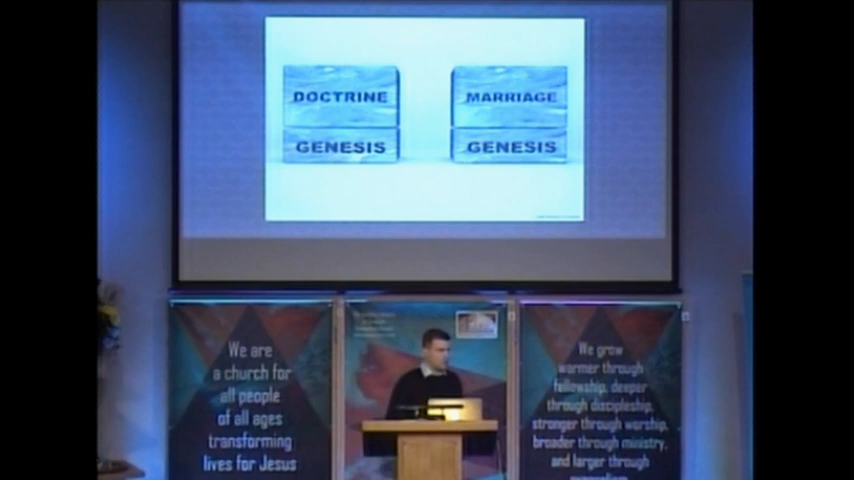 DOCTRINE
MARRIAGE
GENESIS
GENESIS
We are
a church for
all people
of all ages
transforming
lives for Jesus
We grow
warmer through
fellowship, deeper
through discipleship,
stronger through worship,
broader through ministry,
and larger through